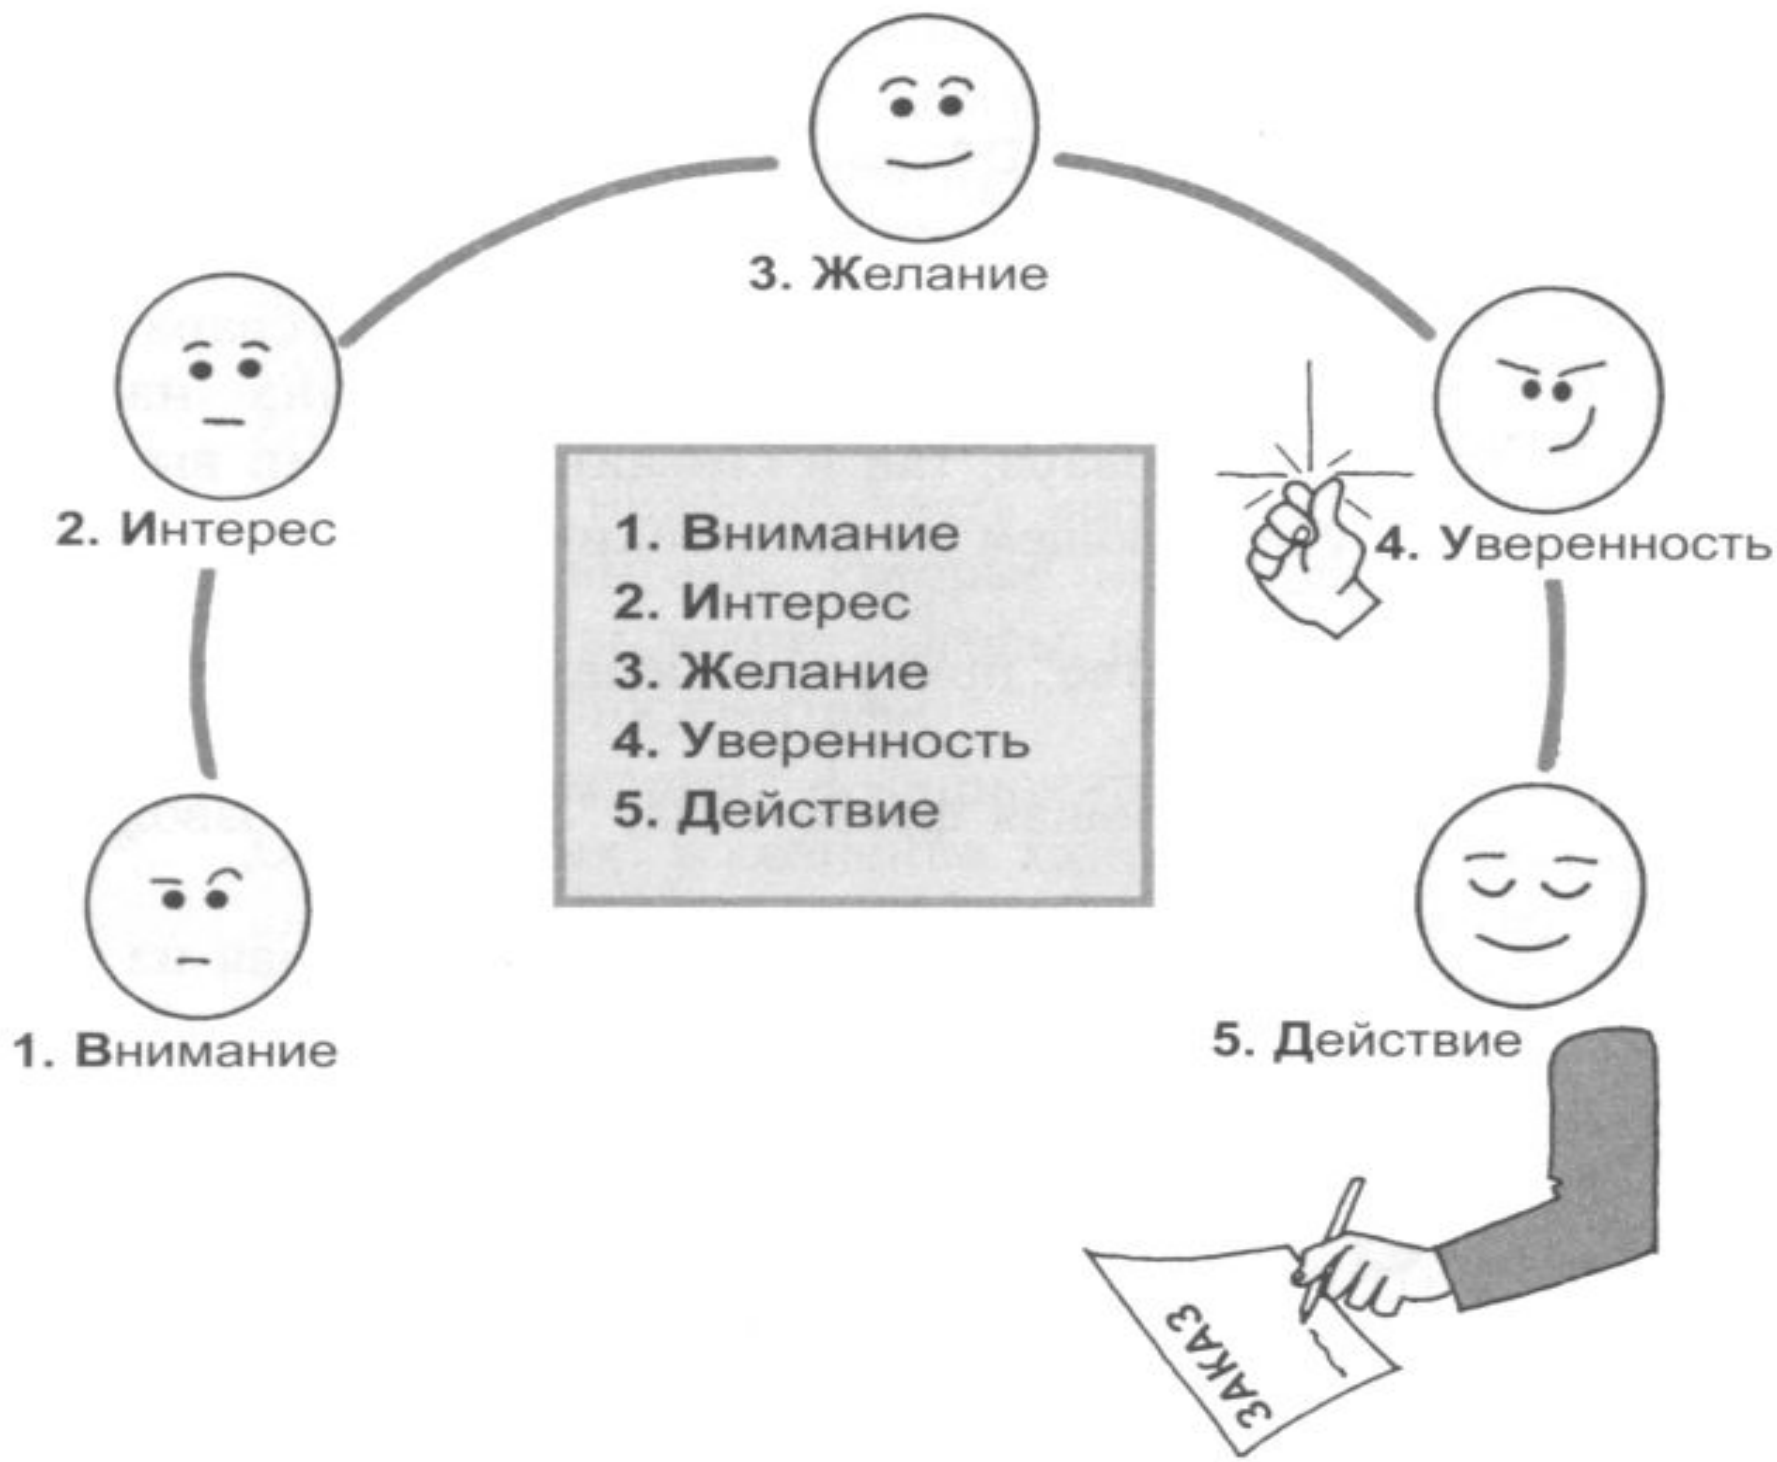 3. Желание
2. Интерес
4. Уверенность
1. Внимание
2. Интерес
3. Желание
4. Уверенность
5. Действие
1. Внимание
5. Действие
ЗАКАЗ